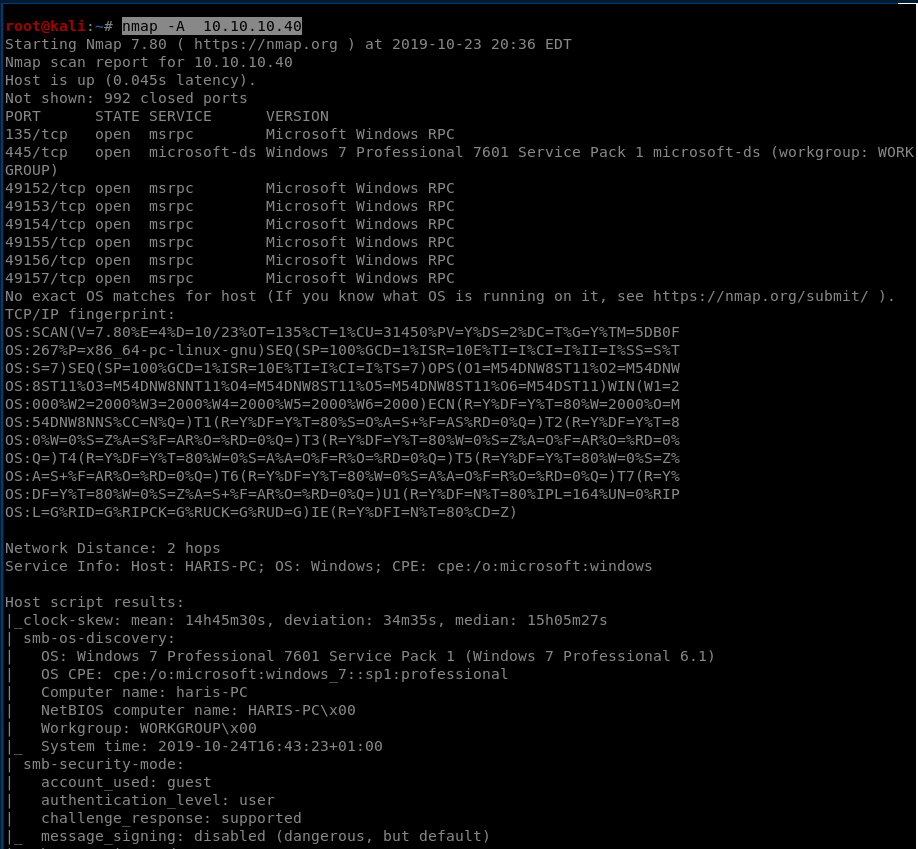 root@kali:~# nmap -A  10.10.10.40
Starting Nmap 7.80 ( https://nmap.org ) at 2019-10-23 20:36 EDT
Nmap scan report for 10.10.10.40
Host is up (0.045s latency).
Not shown: 992 closed ports
PORT      STATE SERVICE      VERSION
135/tcp   open  msrpc        Microsoft Windows RPC
445/tcp   open  microsoft-ds Windows 7 Professional 7601 Service Pack 1 microsoft-ds (workgroup: WORK
GROUP)
49152/tcp open  msrpc        Microsoft Windows RPC
49153/tcp open  msrpc        Microsoft Windows RPC
49154/tcp open  msrpc        Microsoft Windows RPC
49155/tcp open  msrpc        Microsoft Windows RPC
49156/tcp open  msrpc        Microsoft Windows RPC
49157/tcp open  msrpc        Microsoft Windows RPC
No exact OS matches for host (If you know what OS is running on it, see https://nmap.org/submit/ ).
TCP/IP fingerprint:
OS:SCAN(V=7.80%E=4%D=10/23%OT=135%CT=1%CU=31450%PV=Y%DS=2%DC=T%G=Y%TM=5DB0F
OS:267%P=x86_64-pc-linux-gnu)SEQ(SP=100%GCD=1%ISR=10E%TI=I%CI=I%II=I%SS=S%T
OS:S=7)SEQ(SP=100%GCD=1%ISR=10E%TI=I%CI=I%TS=7)OPS(O1=M54DNW8ST11%O2=M54DNW
OS:8ST11%O3=M54DNW8NNT11%O4=M54DNW8ST11%O5=M54DNW8ST11%O6=M54DST11)WIN(W1=2
OS:000%W2=2000%W3=2000%W4=2000%W5=2000%W6=2000)ECN(R=Y%DF=Y%T=80%W=2000%O=M
OS:54DNW8NNS%CC=N%Q=)T1(R=Y%DF=Y%T=80%S=O%A=S+%F=AS%RD=0%Q=)T2(R=Y%DF=Y%T=8
OS:0%W=0%S=Z%A=S%F=AR%O=%RD=0%Q=)T3(R=Y%DF=Y%T=80%W=0%S=Z%A=O%F=AR%O=%RD=0%
OS:Q=)T4(R=Y%DF=Y%T=80%W=0%S=A%A=O%F=R%O=%RD=0%Q=)T5(R=Y%DF=Y%T=80%W=0%S=Z%
OS:A=S+%F=AR%O=%RD=0%Q=)T6(R=Y%DF=Y%T=80%W=0%S=A%A=O%F=R%O=%RD=0%Q=)T7(R=Y%
OS:DF=Y%T=80%W=0%S=Z%A=S+%F=AR%O=%RD=0%Q=)U1(R=Y%DF=N%T=80%IPL=164%UN=0%RIP
OS:L=G%RID=G%RIPCK=G%RUCK=G%RUD=G)IE(R=Y%DFI=N%T=80%CD=Z)
Network Distance: 2 hops
Service Info: Host: HARIS-PC; OS: Windows; CPE: cpe:/o:microsoft:windows
Host script results:
|_clock-skew: mean: 14h45m30s, deviation: 34m35s, median: 15h05m27s
| smb-os-discovery:
|   OS: Windows 7 Professional 7601 Service Pack 1 (Windows 7 Professional 6.1)
|   OS CPE: cpe:/o:microsoft:windows_7::sp1:professional
|   Computer name: haris-PC
|   NetBIOS computer name: HARIS-PC\x00
|   Workgroup: WORKGROUP\x00
|_  System time: 2019-10-24T16:43:23+01:00
| smb-security-mode:
|   account_used: guest
|   authentication_level: user
|   challenge_response: supported
|_  message_signing: disabled (dangerous, but default)